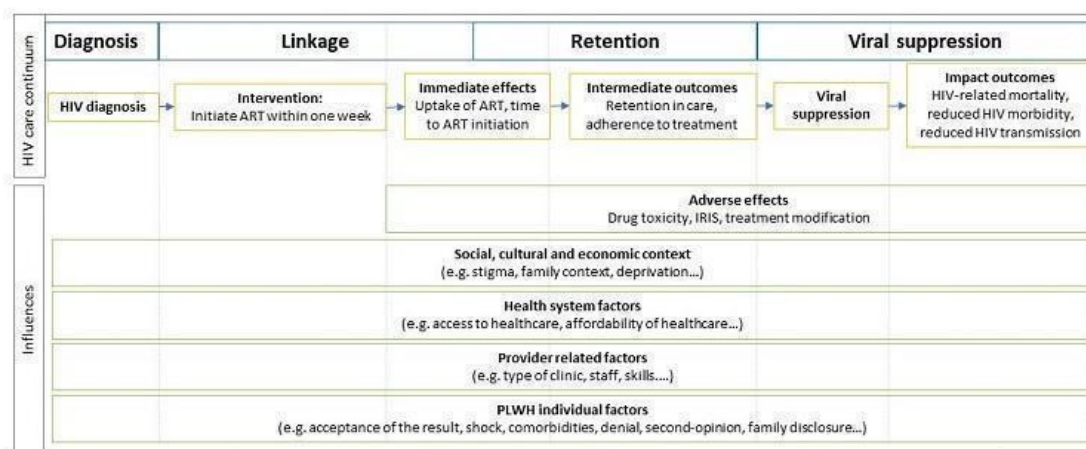 HIV care continuum
Diagnosis
Linkage
Retention
Viral suppression
HIV diagnosis
Intervention:
Initiate ART within one week
Immediate effects
Uptake of ART, time
to ART initiation
Intermediate outcomes
Retention in care,
adherence to treatment
Viral
suppression
Impact outcomes
HIV-related mortality,
reduced HIV morbidity,
reduced HIV transmission
Influences
Adverse effects
Drug toxicity, IRIS, treatment modification
Social, cultural and economic context
(e.g. stigma, family context, deprivation...)
Health system factors
(e.g. access to healthcare, affordability of healthcare...)
Provider related factors
(e.g. type of clinic, staff, skills....)
PLWH individual factors
(e.g. acceptance of the result, shock, comorbidities, denial, second-opinion, family disclosure...)